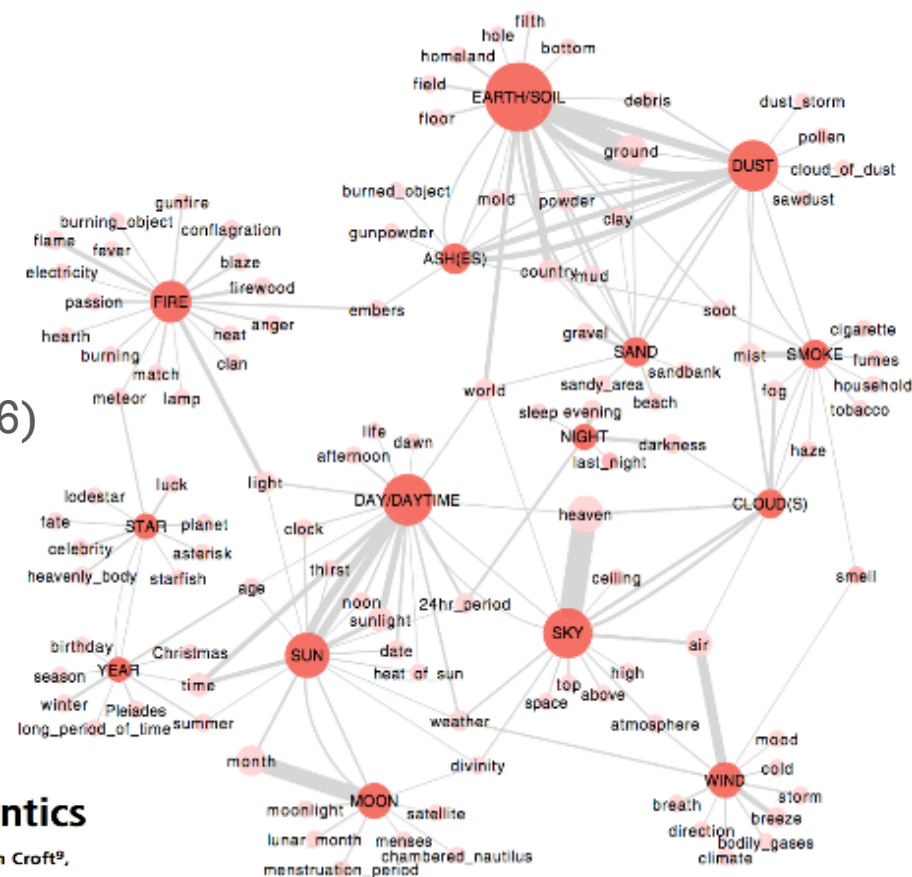 filth
hole
bottom
homeland
field
EARTH/SOIL
floor
debris
dust_storm
pollen
ground
DUST
cloud_of_dust
sawdust
burned_object
mold
powder
clay
gunpowder
ASH(ES)
country
mud
gunfire
burning_object
conflagration
flame
fever
blaze
electricity
firewood
passion
FIRE
embers
anger
hearth
heat
burning
clan
match
meteor
lamp
soot
gravel
SAND
sandbank
sandy_area
beach
mist
SMOKE
cigarette
fumes
household
tobacco
fog
haze
world
sleep
evening
NIGHT
darkness
last_night
6)
life
dawn
afternoon
DAY/DAYTIME
light
heaven
CLOUD(S)
clock
luck
lodestar
fate
STAR
planet
celebrity
asterisk
heavenly_body
starfish
thirst
age
noon
sunlight
24hr_period
ceiling
smell
SKY
air
birthday
YEAR
Christmas
season
time
winter
Pleiades
long_period_of_time
summer
SUN
date
heat_of_sun
high
top
above
space
weather
atmosphere
month
divinity
mood
cold
WIND
storm
breath
breeze
direction
bodily_gases
climate
MOON
moonlight
satellite
lunar_month
menses
chambered_nautilus
menstruation_period
ntics
n Croft⁹,